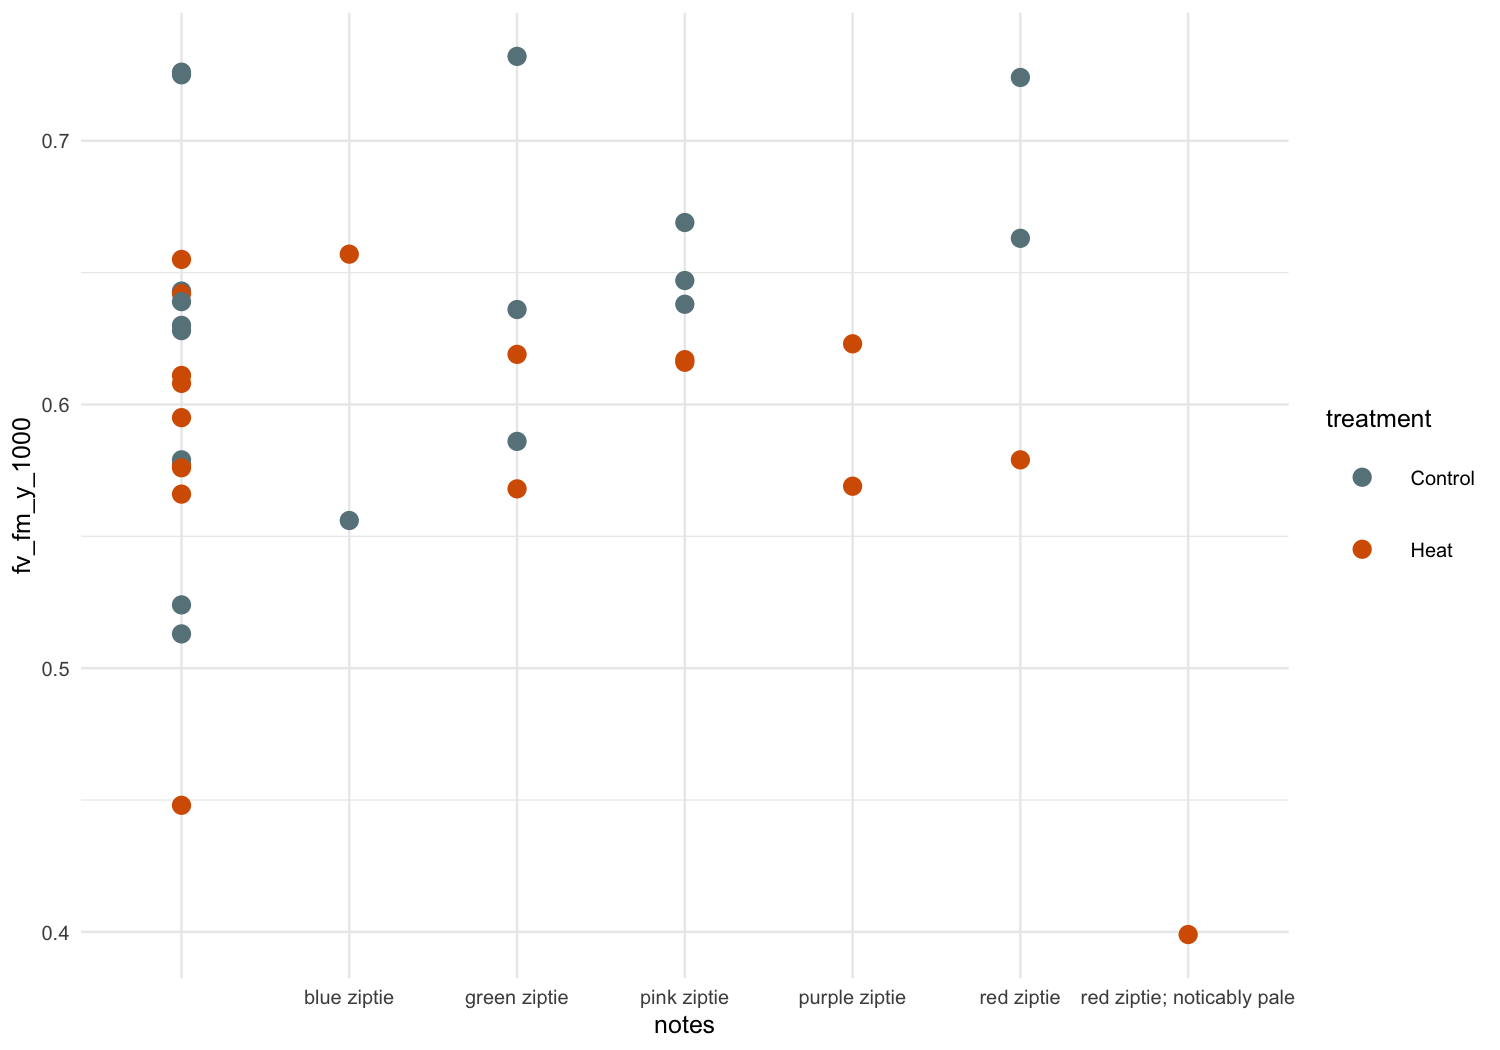 0.7
0.6
0.5
0.4
fv_fm_y_1000
blue ziptie
green ziptie
pink ziptie
purple ziptie
red ziptie
red ziptie; noticably pale
notes
treatment
Control
Heat